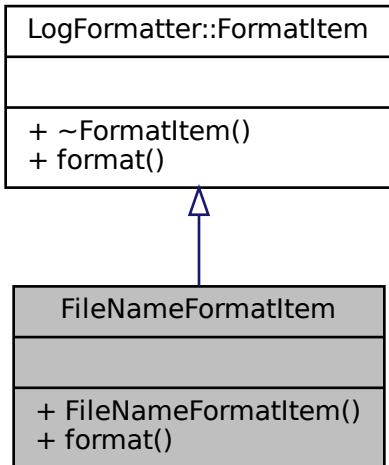 LogFormatter::FormatItem
+ ~FormatItem()
+ format()
FileNameFormatItem
+ FileNameFormatItem()
+ format()